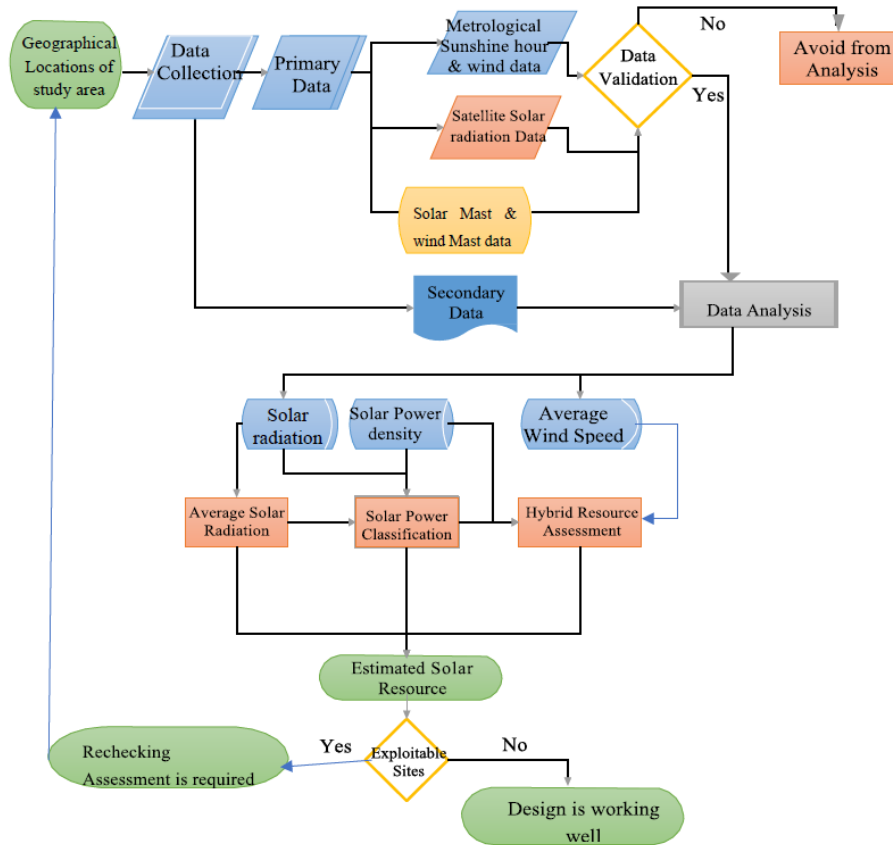 Geographical
Locations of
study area
Data
Collection
Primary
Data
Metrological
Sunshine hour
& wind data
Satellite Solar
radiation Data
Solar Mast &
wind Mast data
Data
Validation
No
Avoid from
Analysis
Yes
Secondary
Data
Data Analysis
Solar
radiation
Solar Power
density
Average
Wind Speed
Average Solar
Radiation
Solar Power
Classification
Hybrid Resource
Assessment
Estimated Solar
Resource
Exploitable
Sites
Yes
No
Rechecking
Assessment is required
Design is working
well